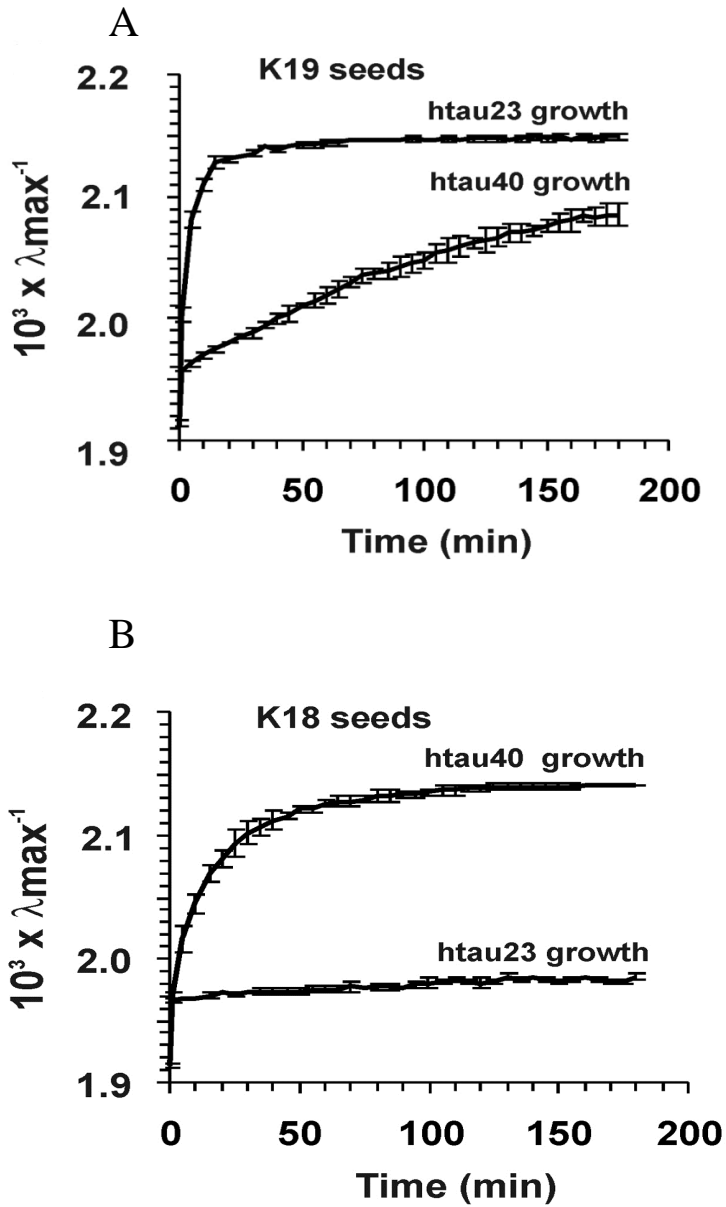 A
K19 seeds
htau23 growth
htau40 growth
10³ x λmax⁻¹
2.2
2.1
2.0
1.9
0 50 100 150 200
Time (min)
B
K18 seeds
htau40 growth
htau23 growth
10³ x λmax⁻¹
2.2
2.1
2.0
1.9
0 50 100 150 200
Time (min)